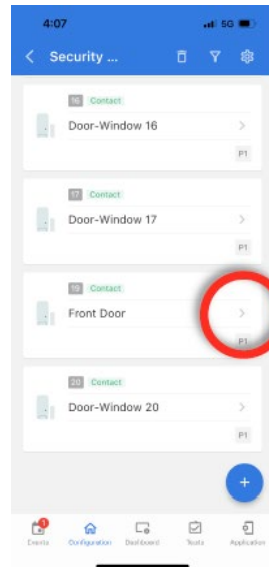 4:07
5G
Security ...
16 Contact
Door-Window 16
P1
17 Contact
Door-Window 17
P1
19 Contact
Front Door
P1
20 Contact
Door-Window 20
P1
+
1
Events Configuration Dashboard Tests Application